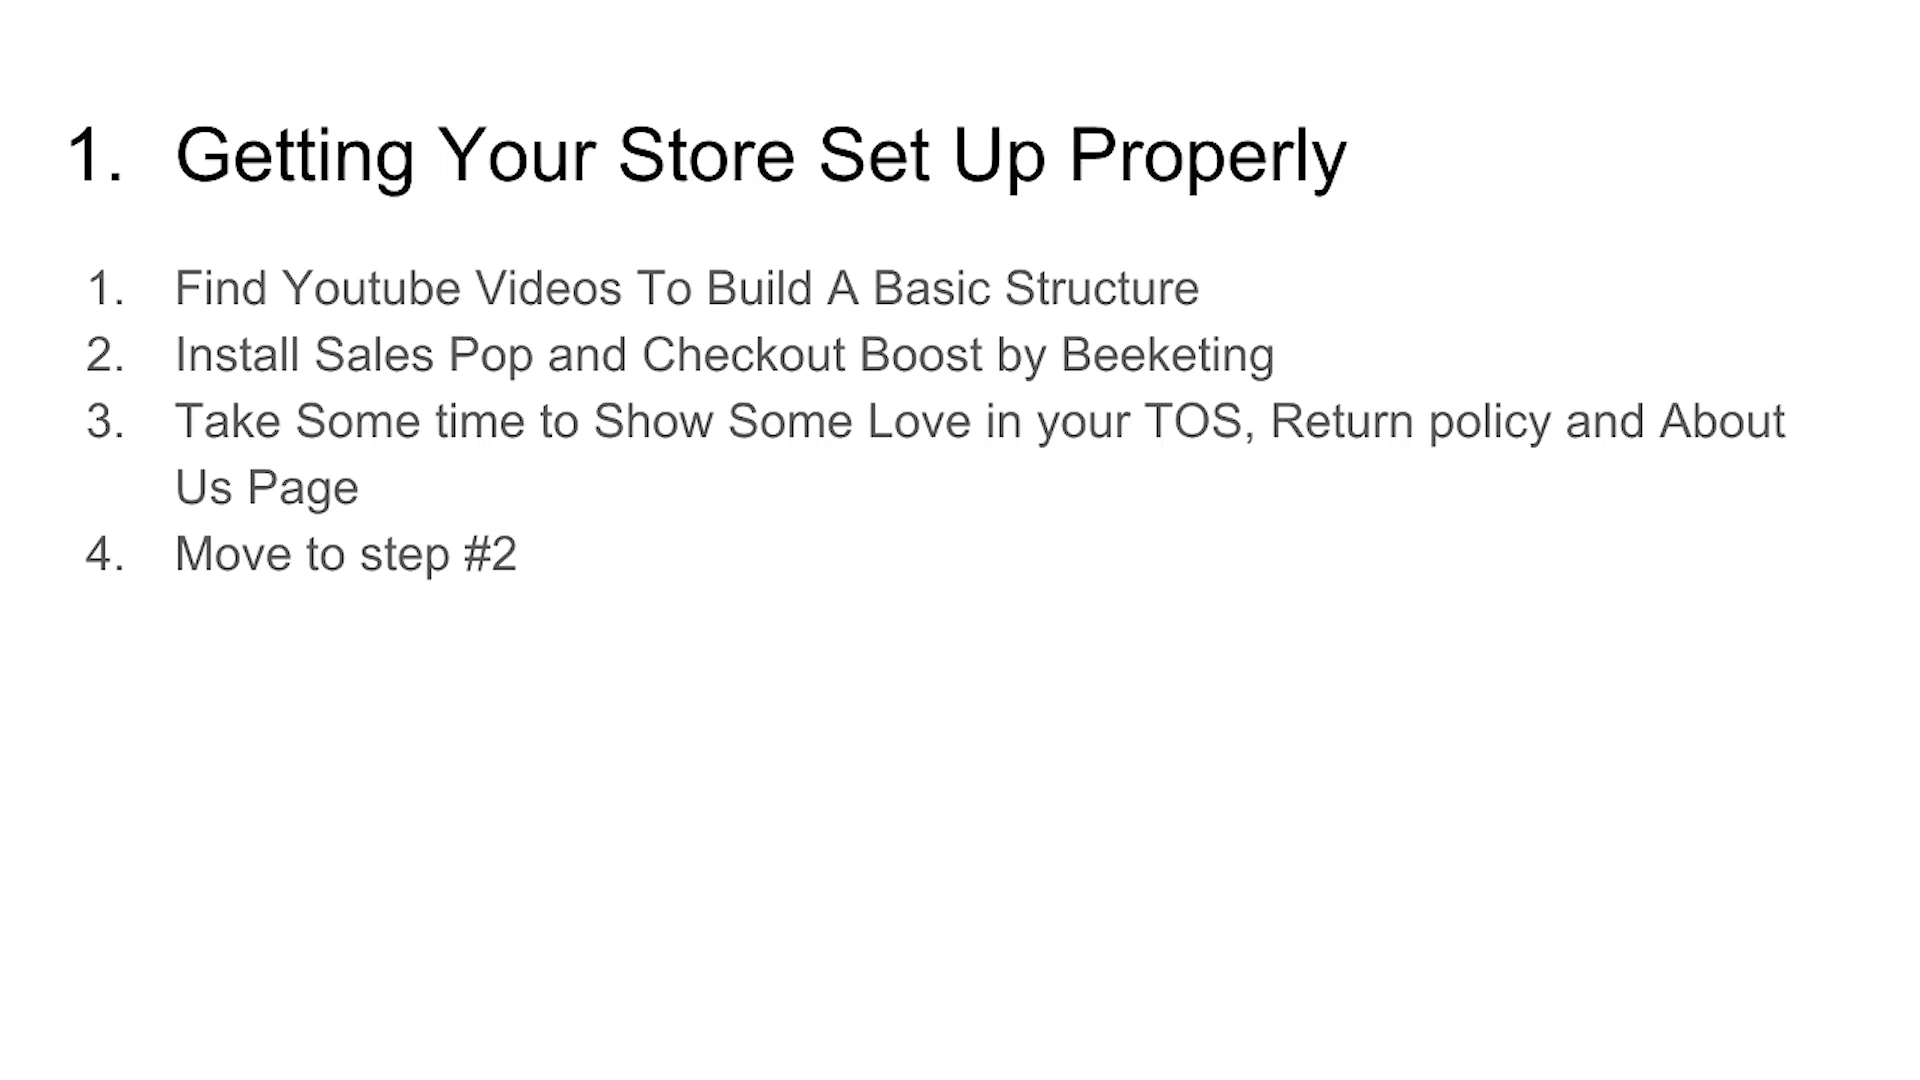 1. Getting Your Store Set Up Properly
1. Find Youtube Videos To Build A Basic Structure
2. Install Sales Pop and Checkout Boost by Beeketing
3. Take Some time to Show Some Love in your TOS, Return policy and About
Us Page
4. Move to step #2